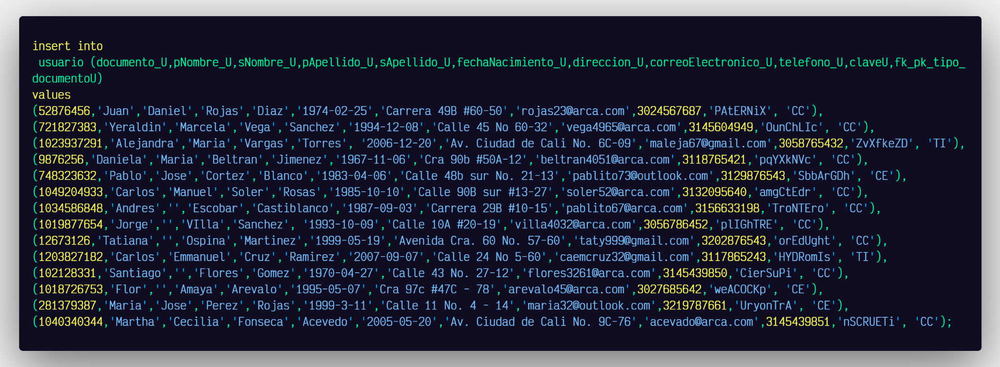 insert into
usuario (documento_U,pNombre_U,sNombre_U,pApellido_U,sApellido_U,fechaNacimiento_U,direccion_U,correoElectronico_U,telefono_U,claveU,fk_pk_tipo_
documentoU)
values
(52876456,'Juan','Daniel','Rojas','Diaz','1974-02-25','Carrera 49B #60-50','rojas23@arca.com',3024567687,'PAtERNiX', 'CC'),
(721827383,'Yeraldin','Marcela','Vega','Sanchez','1994-12-08','Calle 45 No 60-32','vega4965@arca.com',3145604949,'OunChLIc', 'CC'),
(1023937291,'Alejandra','Maria','Vargas','Torres', '2006-12-20','Av. Ciudad de Cali No. 6C-09','maleja67@gmail.com',3058765432,'ZvXfkeZD', 'TI'),
(9876256,'Daniela','Maria','Beltran','Jimenez','1967-11-06','Cra 90b #50A-12','beltran4051@arca.com',3118765421,'pqYXkNVc', 'CC'),
(748323632,'Pablo','Jose','Cortez','Blanco','1983-04-06','Calle 48b sur No. 21-13','pablito73@outlook.com',3129876543,'SbbArGDh', 'CE'),
(1049204933,'Carlos','Manuel','Soler','Rosas','1985-10-10','Calle 90B sur #13-27','soler52@arca.com',3132095640,'amgCtEdr', 'CC'),
(1034586848,'Andres','','Escobar','Castiblanco','1987-09-03','Carrera 29B #10-15','pablito67@arca.com',3156633198,'TroNTEro', 'CC'),
(1019877654,'Jorge','','VIlla','Sanchez', '1993-10-09','Calle 10A #20-19','villa4032@arca.com',3056786452,'plIGhTRE', 'CC'),
(12673126,'Tatiana','','Ospina','Martinez','1999-05-19','Avenida Cra. 60 No. 57-60','taty999@gmail.com',3202876543,'orEdUght', 'CC'),
(1203827182,'Carlos','Emmanuel','Cruz','Ramirez','2007-09-07','Calle 24 No 5-60','caemcruz32@gmail.com',3117865243,'HYDRomIs', 'TI'),
(102128331,'Santiago','','Flores','Gomez','1970-04-27','Calle 43 No. 27-12','flores3261@arca.com',3145439850,'CierSuPi', 'CC'),
(1018726753,'Flor','','Amaya','Arevalo','1995-05-07','Cra 97c #47C - 78','arevalo45@arca.com',3027685642,'weACOCKp', 'CE'),
(281379387,'Maria','Jose','Perez','Rojas','1999-3-11','Calle 11 No. 4 - 14','maria32@outlook.com',3219787661,'UryonTrA', 'CE'),
(1040340344,'Martha','Cecilia','Fonseca','Acevedo','2005-05-20','Av. Ciudad de Cali No. 9C-76','acevado@arca.com',3145439851,'nSCRUETi', 'CC');